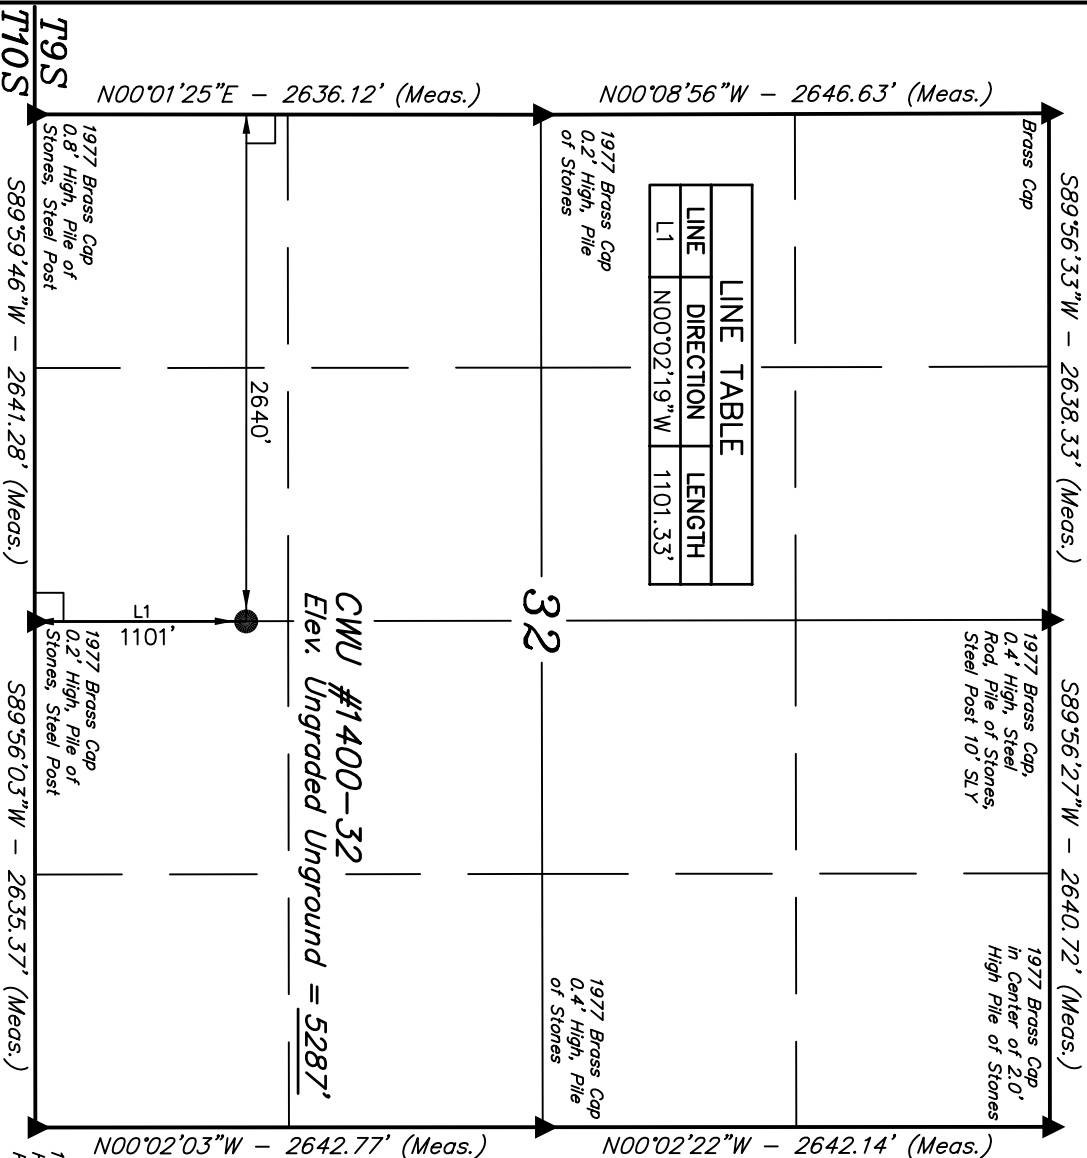 S89°56'33"W - 2638.33' (Meas.)
S89°56'27"W - 2640.72' (Meas.)
Brass Cap
1977 Brass Cap,
0.4' High, Steel
Rod, Pile of Stones,
Steel Post 10' SLY
1977 Brass Cap
in Center of 2.0'
High Pile of Stones
N00°08'56"W - 2646.63' (Meas.)
N00°02'22"W - 2642.14' (Meas.)
LINE TABLE
LINE DIRECTION LENGTH
L1 N00°02'19"W 1101.33'
1977 Brass Cap
0.2' High, Pile
of Stones
32
1977 Brass Cap
0.4' High, Pile
of Stones
N00°01'25"E - 2636.12' (Meas.)
N00°02'03"W - 2642.77' (Meas.)
CWU #1400-32
Elev. Ungraded Unground = 5287'
2640'
L1
1101'
1977 Brass Cap
0.8' High, Pile of
Stones, Steel Post
1977 Brass Cap
0.2' High, Pile of
Stones, Steel Post
T9S
T10S
S89°59'46"W - 2641.28' (Meas.)
S89°56'03"W - 2635.37' (Meas.)